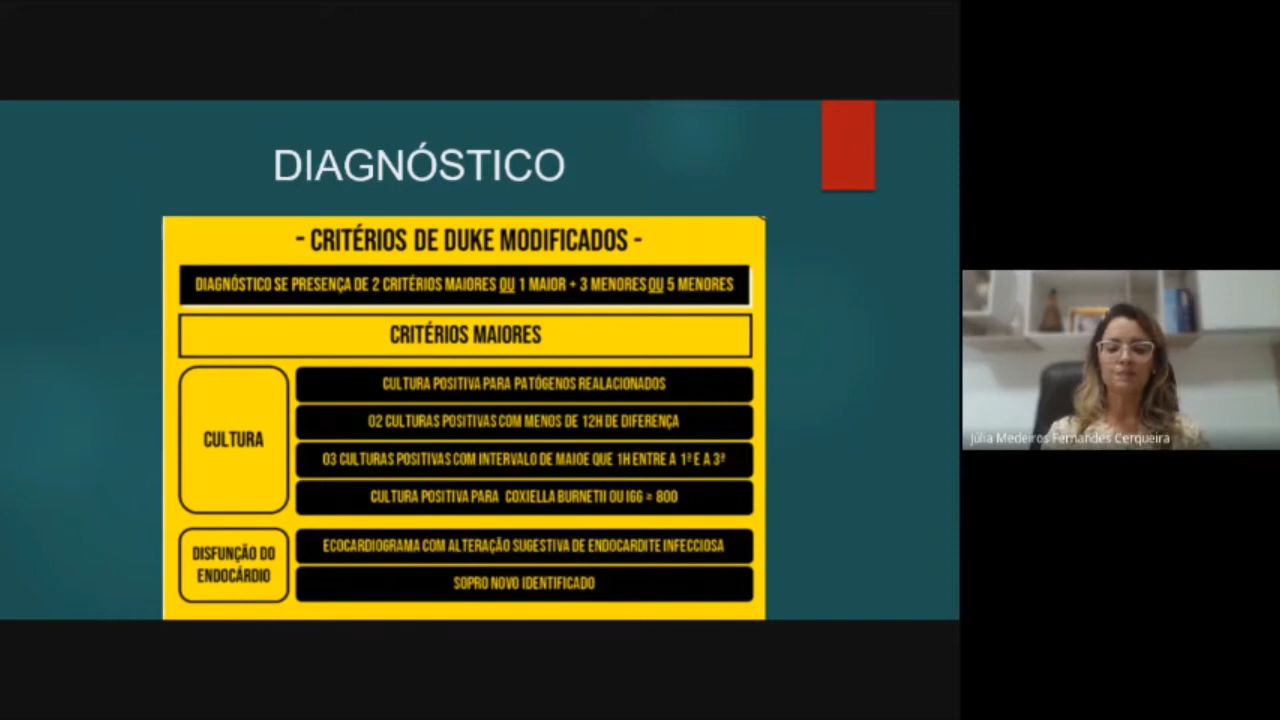 DIAGNÓSTICO
- CRITÉRIOS DE DUKE MODIFICADOS -
DIAGNÓSTICO SE PRESENÇA DE 2 CRITÉRIOS MAIORES OU 1 MAIOR + 3 MENORES OU 5 MENORES
CRITÉRIOS MAIORES
CULTURA
CULTURA POSITIVA PARA PATÓGENOS REALACIONADOS
02 CULTURAS POSITIVAS COM MENOS DE 12H DE DIFERENÇA
03 CULTURAS POSITIVAS COM INTERVALO DE MAIOE QUE 1H ENTRE A 1ª E A 3ª
CULTURA POSITIVA PARA COXIELLA BURNETII OU IGG ≥ 800
DISFUNÇÃO DO
ENDOCÁRDIO
ECOCARDIOGRAMA COM ALTERAÇÃO SUGESTIVA DE ENDOCARDITE INFECCIOSA
SOPRO NOVO IDENTIFICADO
Júlia Medeiros Fernandes Cerqueira